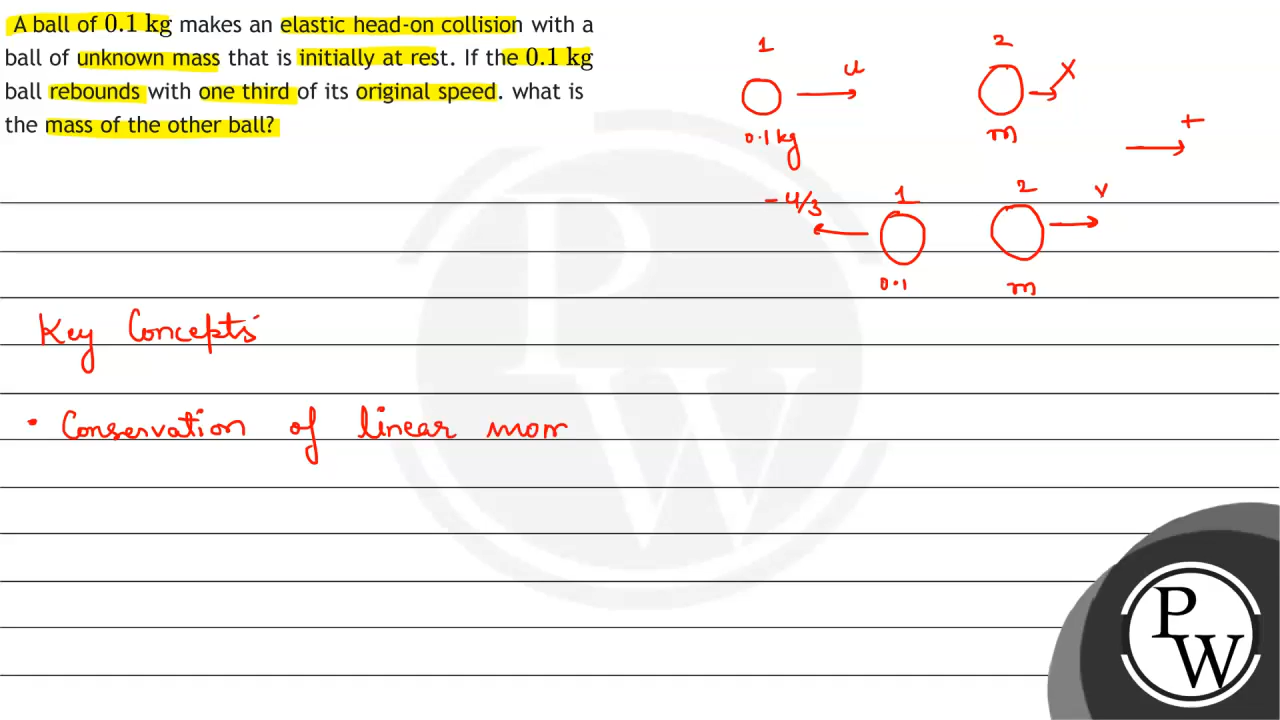 A ball of 0.1 kg makes an elastic head-on collision with a
ball of unknown mass that is initially at rest. If the 0.1 kg
ball rebounds with one third of its original speed. what is
the mass of the other ball?
1 2
u
0.1 kg m
+
- u/3 1 2 v
0.1 m
Key Concepts
• Conservation of linear mom
PW
PW